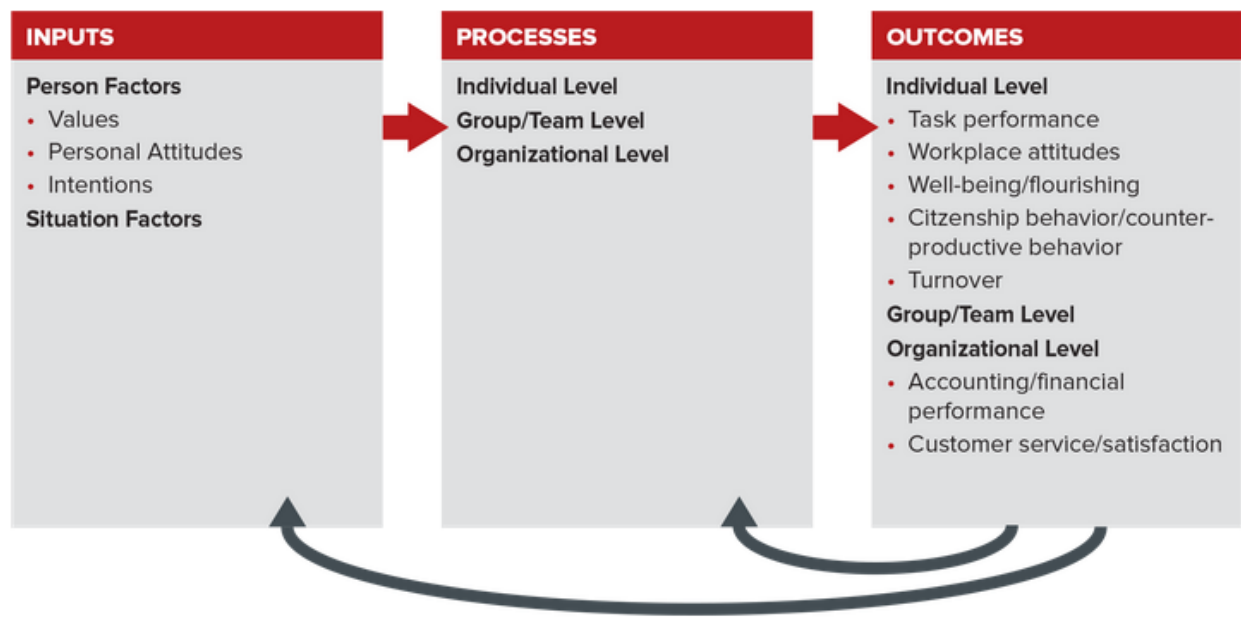 INPUTS
Person Factors
• Values
• Personal Attitudes
• Intentions
Situation Factors
PROCESSES
Individual Level
Group/Team Level
Organizational Level
OUTCOMES
Individual Level
• Task performance
• Workplace attitudes
• Well-being/flourishing
• Citzenship behavior/counter-
productive behavior
• Turnover
Group/Team Level
Organizational Level
• Accounting/financial
performance
• Customer service/satisfaction